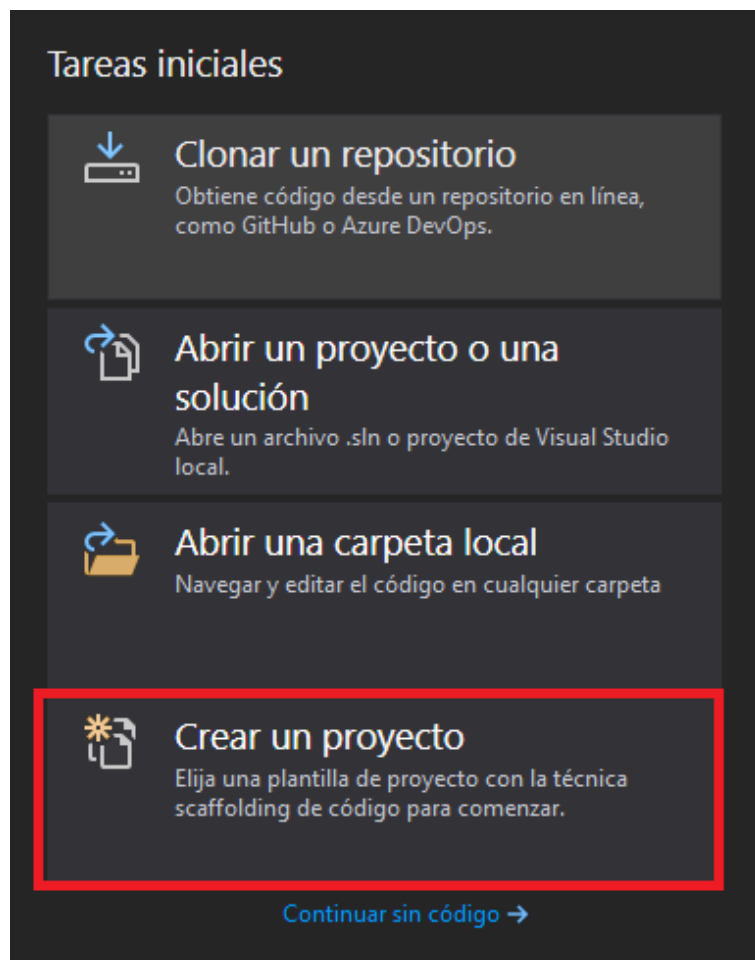 Tareas iniciales
Clonar un repositorio
Obtiene código desde un repositorio en línea,
como GitHub o Azure DevOps.
Abrir un proyecto o una
solución
Abre un archivo .sln o proyecto de Visual Studio
local.
Abrir una carpeta local
Navegar y editar el código en cualquier carpeta
Crear un proyecto
Elija una plantilla de proyecto con la técnica
scaffolding de código para comenzar.
Continuar sin código →